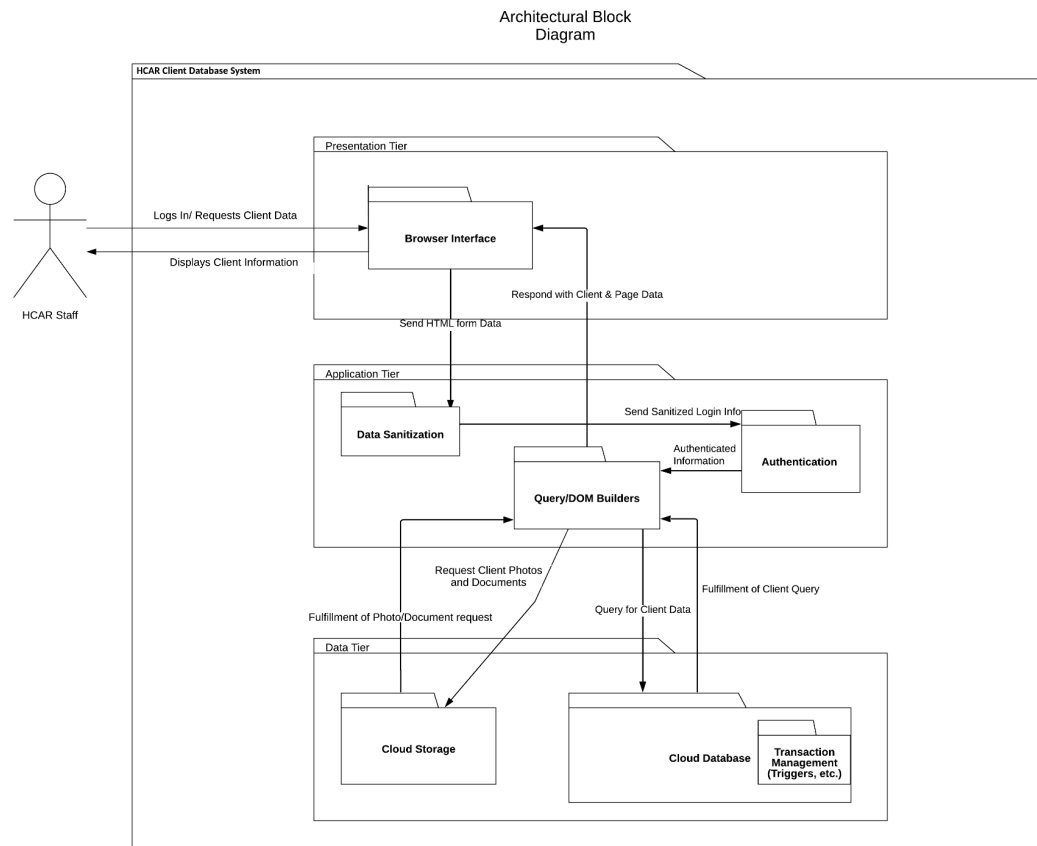 Architectural Block
Diagram
HCAR Client Database System
Presentation Tier
Browser Interface
Logs In/ Requests Client Data
Displays Client Information
HCAR Staff
Respond with Client & Page Data
Send HTML form Data
Application Tier
Data Sanitization
Send Sanitized Login Info
Authentication
Authenticated
Information
Query/DOM Builders
Request Client Photos
and Documents
Fulfillment of Client Query
Query for Client Data
Fulfillment of Photo/Document request
Data Tier
Cloud Storage
Cloud Database
Transaction
Management
(Triggers, etc.)